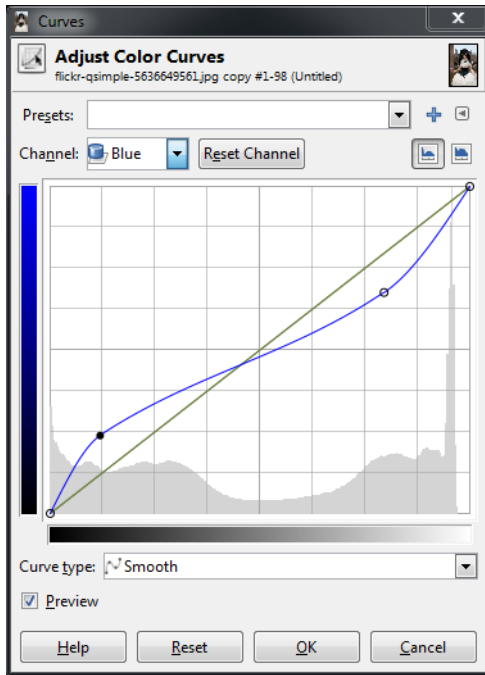 Curves
Adjust Color Curves
flickr-qsimple-5636649561.jpg copy #1-98 (Untitled)
Presets:
Channel: Blue Reset Channel
Curve type: Smooth
Preview
Help Reset OK Cancel